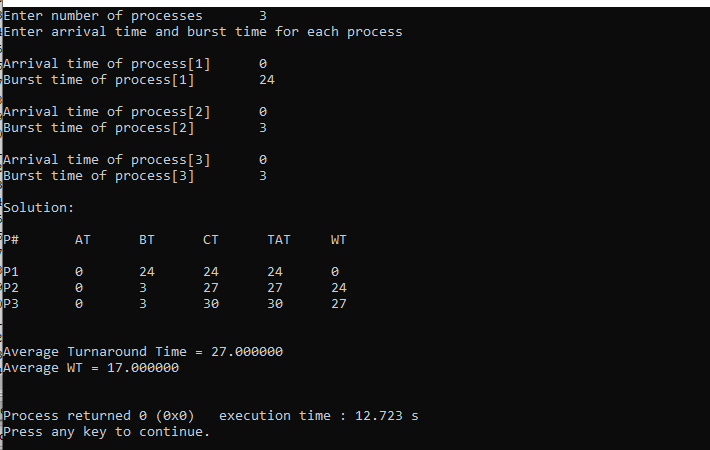 Enter number of processes 3
Enter arrival time and burst time for each process
Arrival time of process[1] 0
Burst time of process[1] 24
Arrival time of process[2] 0
Burst time of process[2] 3
Arrival time of process[3] 0
Burst time of process[3] 3
Solution:
P# AT BT CT TAT WT
P1 0 24 24 24 0
P2 0 3 27 27 24
P3 0 3 30 30 27
Average Turnaround Time = 27.000000
Average WT = 17.000000
Process returned 0 (0x0) execution time : 12.723 s
Press any key to continue.